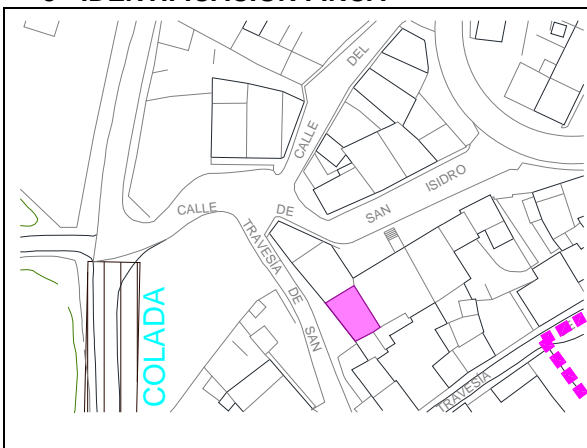 CALLE DEL
CALLE DE SAN ISIDRO
TRAVESIA DE SAN
COLADA
TRAVESIA